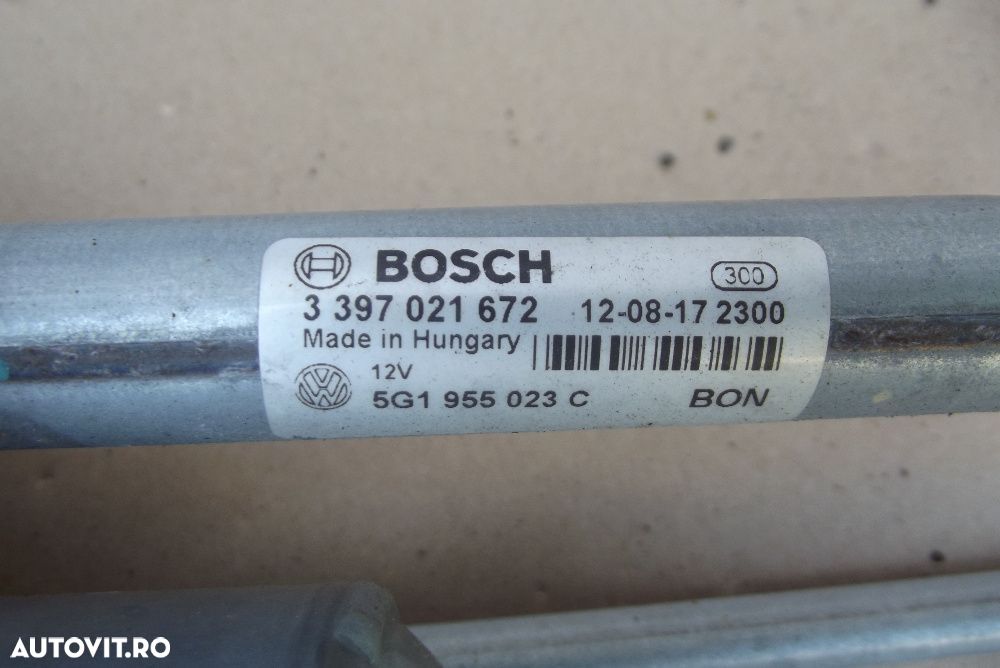 BOSCH 300
3 397 021 672 12-08-17 2300
Made in Hungary
12V
5G1 955 023 C BON
AUTOVIT.RO